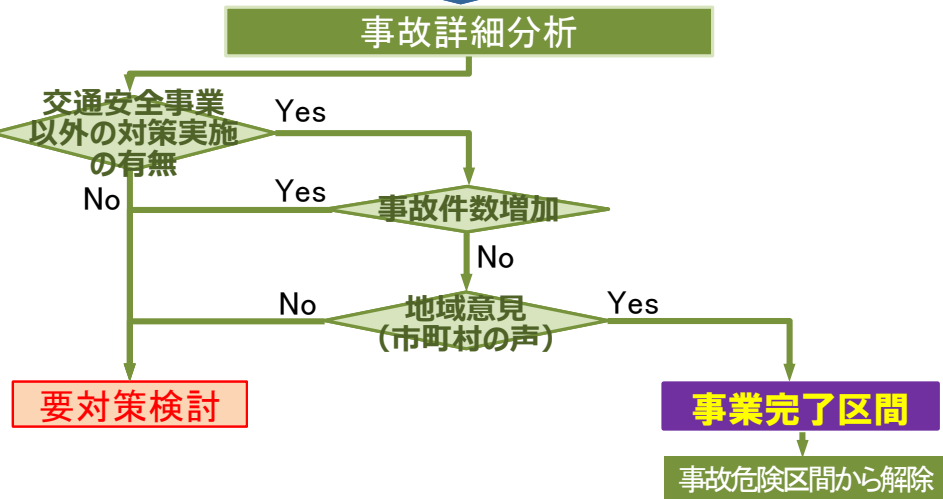 事故詳細分析
交通安全事業
以外の対策実施
の有無
Yes
No
Yes
事故件数増加
No
No
地域意見
(市町村の声)
Yes
要対策検討
事業完了区間
事故危険区間から解除